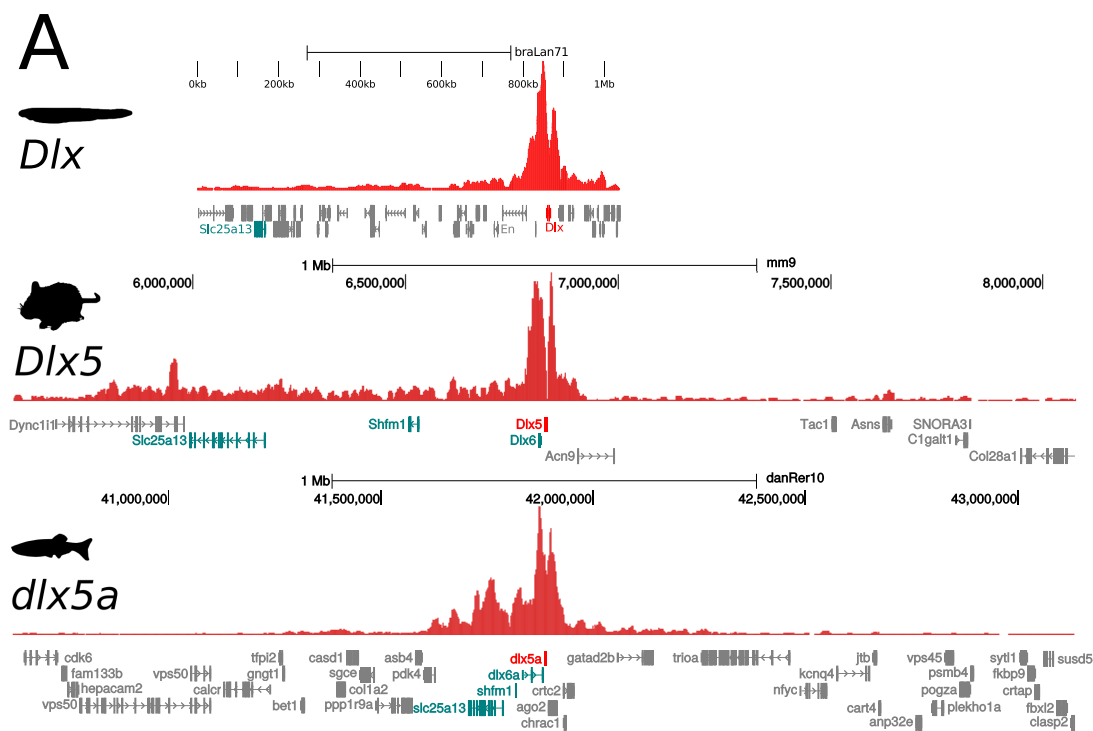 A
braLan71
0kb 200kb 400kb 600kb 800kb 1Mb
Dlx
Slc25a13 En Dlx
1 Mb mm9
6,000,000 6,500,000 7,000,000 7,500,000 8,000,000
Dlx5
Dync1i1 Shfm1 Dlx5 Tac1 Asns SNORA3
Slc25a13 Dlx6 C1galt1
Acn9 Col28a1
1 Mb danRer10
41,000,000 41,500,000 42,000,000 42,500,000 43,000,000
dlx5a
cdk6 tfpi2 casd1 asb4 dlx5a gatad2b trioa jtb vps45 sytl1 susd5
fam133b vps50 gngt1 sgce pdk4 dlx6a kcnq4 psmb4 fkbp9
hepacam2 calcr col1a2 shfm1 crtc2 nfyc pogza crtap
vps50 bet1 ppp1r9a slc25a13 ago2 cart4 plekho1a fbxl2
chrac1 anp32e clasp2